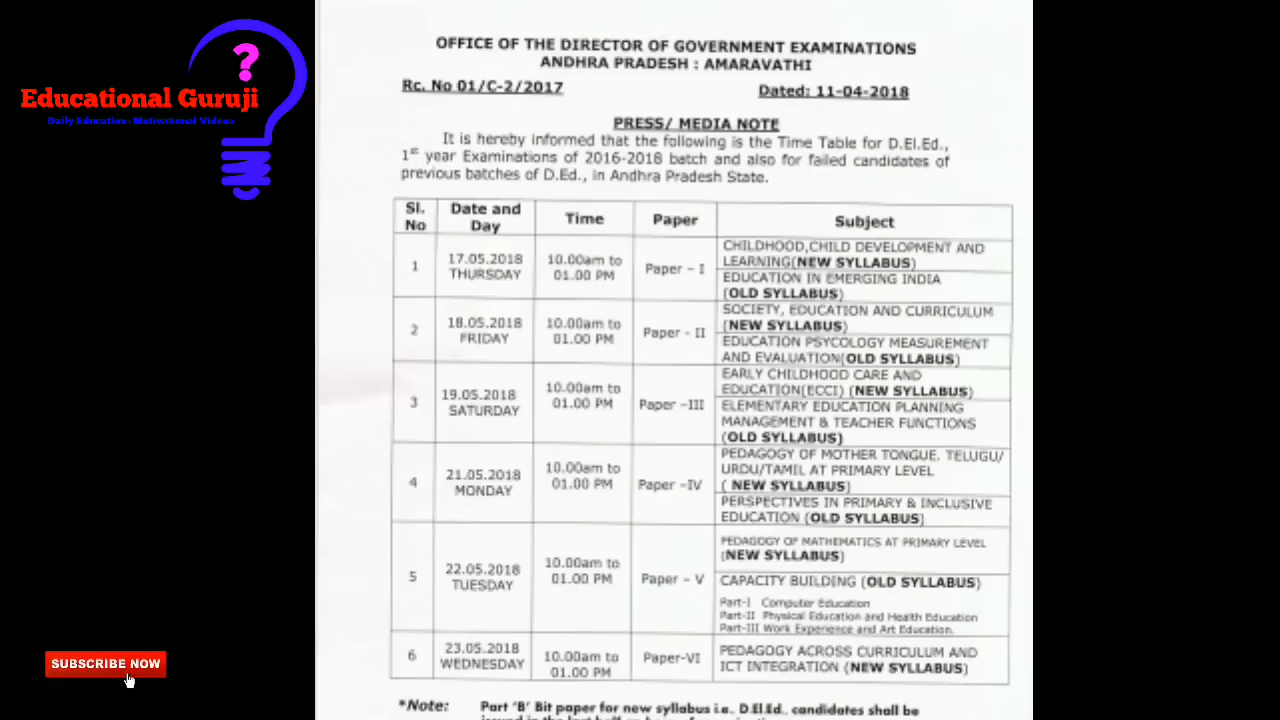 ?
Educational Guruji
Daily Education - Motivational Videos
SUBSCRIBE NOW
OFFICE OF THE DIRECTOR OF GOVERNMENT EXAMINATIONS
ANDHRA PRADESH : AMARAVATHI
Rc. No 01/C-2/2017
Dated: 11-04-2018
PRESS/ MEDIA NOTE
It is hereby informed that the following is the Time Table for D.El.Ed.,
1st year Examinations of 2016-2018 batch and also for failed candidates of
previous batches of D.Ed., in Andhra Pradesh State.
Sl. No Date and Day Time Paper Subject
1 17.05.2018 THURSDAY 10.00am to 01.00 PM Paper - I
CHILDHOOD,CHILD DEVELOPMENT AND
LEARNING(NEW SYLLABUS)
EDUCATION IN EMERGING INDIA
(OLD SYLLABUS)
2 18.05.2018 FRIDAY 10.00am to 01.00 PM Paper - II
SOCIETY, EDUCATION AND CURRICULUM
(NEW SYLLABUS)
EDUCATION PSYCOLOGY MEASUREMENT
AND EVALUATION(OLD SYLLABUS)
3 19.05.2018 SATURDAY 10.00am to 01.00 PM Paper -III
EARLY CHILDHOOD CARE AND
EDUCATION(ECCI) (NEW SYLLABUS)
ELEMENTARY EDUCATION PLANNING
MANAGEMENT & TEACHER FUNCTIONS
(OLD SYLLABUS)
4 21.05.2018 MONDAY 10.00am to 01.00 PM Paper -IV
PEDAGOGY OF MOTHER TONGUE. TELUGU/
URDU/TAMIL AT PRIMARY LEVEL
( NEW SYLLABUS)
PERSPECTIVES IN PRIMARY & INCLUSIVE
EDUCATION (OLD SYLLABUS)
5 22.05.2018 TUESDAY 10.00am to 01.00 PM Paper - V
PEDAGOGY OF MATHEMATICS AT PRIMARY LEVEL
(NEW SYLLABUS)
CAPACITY BUILDING (OLD SYLLABUS)
Part-I Computer Education
Part-II Physical Education and Health Education
Part-III Work Experience and Art Education.
6 23.05.2018 WEDNESDAY 10.00am to 01.00 PM Paper-VI
PEDAGOGY ACROSS CURRICULUM AND
ICT INTEGRATION (NEW SYLLABUS)
*Note: Part 'B' Bit paper for new syllabus i.e., D.El.Ed., candidates shall be